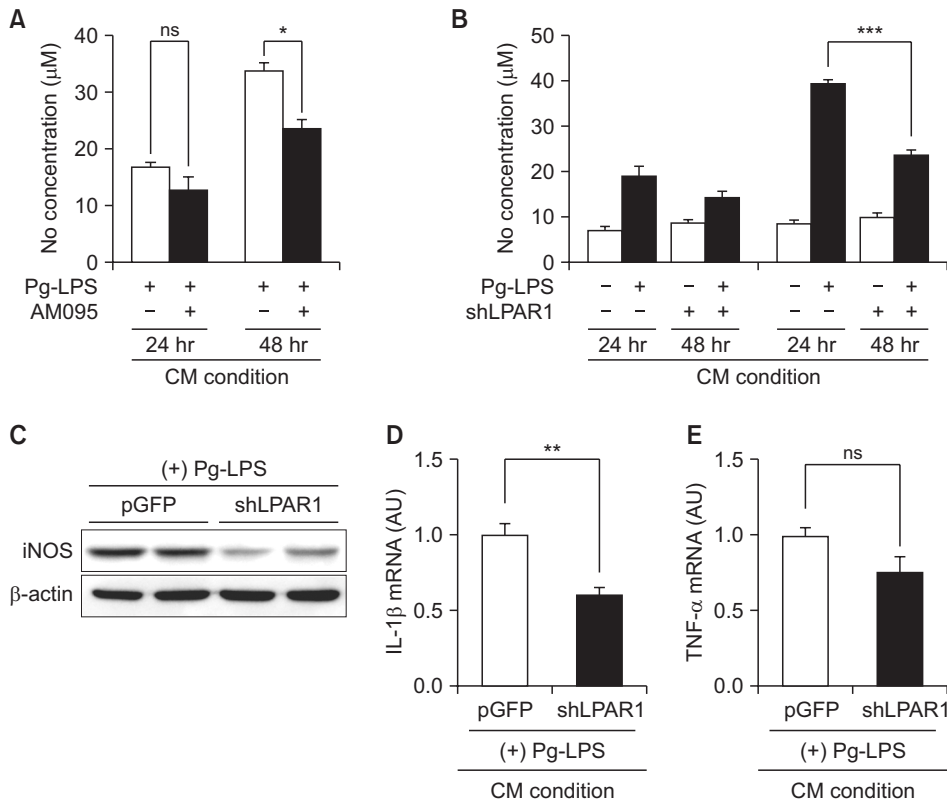 A
ns
*
No concentration (μM)
40
30
20
10
0
Pg-LPS + + + +
AM095 – + – +
24 hr 48 hr
CM condition
B
***
No concentration (μM)
50
40
30
20
10
0
Pg-LPS – + – + – + – +
shLPAR1 – – + + – – + +
24 hr 48 hr 24 hr 48 hr
CM condition
C
(+) Pg-LPS
pGFP shLPAR1
iNOS
β-actin
D
**
IL-1β mRNA (AU)
1.5
1.0
0.5
0.0
pGFP shLPAR1
(+) Pg-LPS
CM condition
E
ns
TNF-α mRNA (AU)
1.5
1.0
0.5
0.0
pGFP shLPAR1
(+) Pg-LPS
CM condition